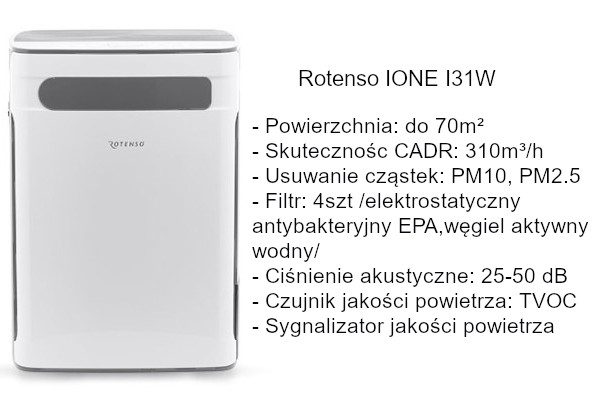 Rotenso IONE I31W
- Powierzchnia: do 70m²
- Skutecznośc CADR: 310m³/h
ROTENSO
- Usuwanie cząstek: PM10, PM2.5
- Filtr: 4szt /elektrostatyczny
antybakteryjny EPA,węgiel aktywny
wodny/
- Ciśnienie akustyczne: 25-50 dB
- Czujnik jakości powietrza: TVOC
- Sygnalizator jakości powietrza